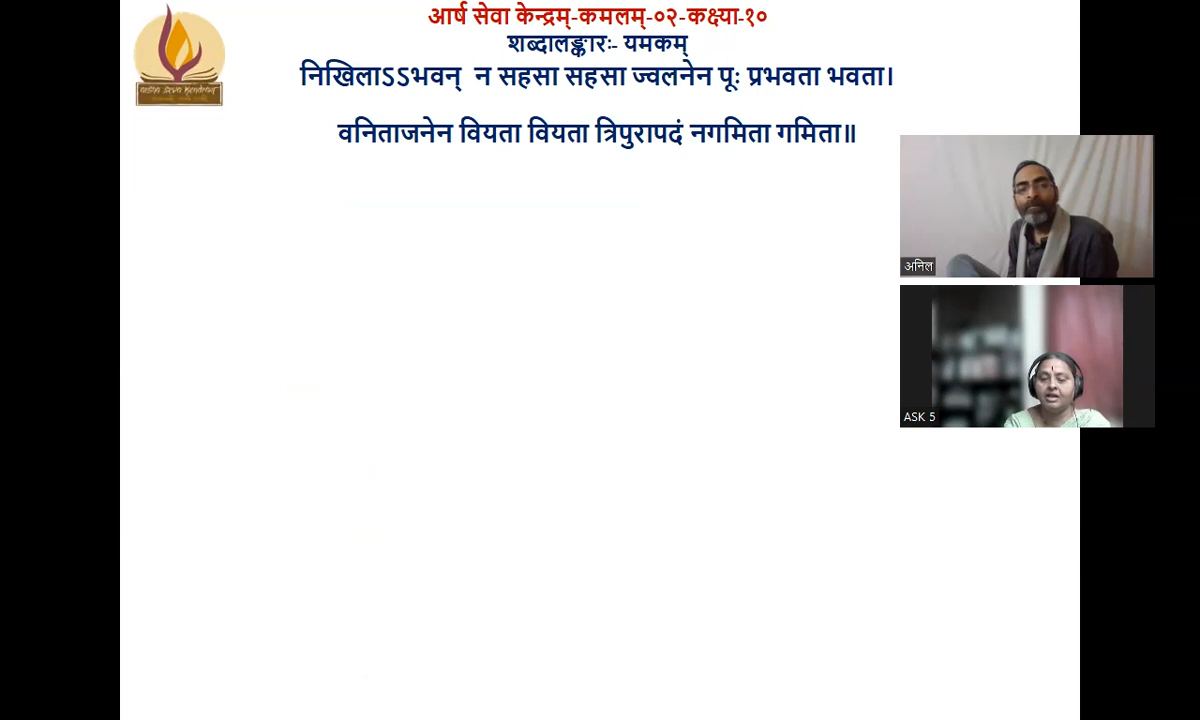 आर्ष सेवा केन्द्रम्-कमलम्-०२-कक्ष्या-१०
शब्दालङ्कारः- यमकम्
निखिलाऽऽभवन् न सहसा सहसा ज्वलनेन पूः प्रभवता भवता।
वनिताजनेन वियता वियता त्रिपुरापदं नगमिता गमिता॥
अनिल
ASK 5